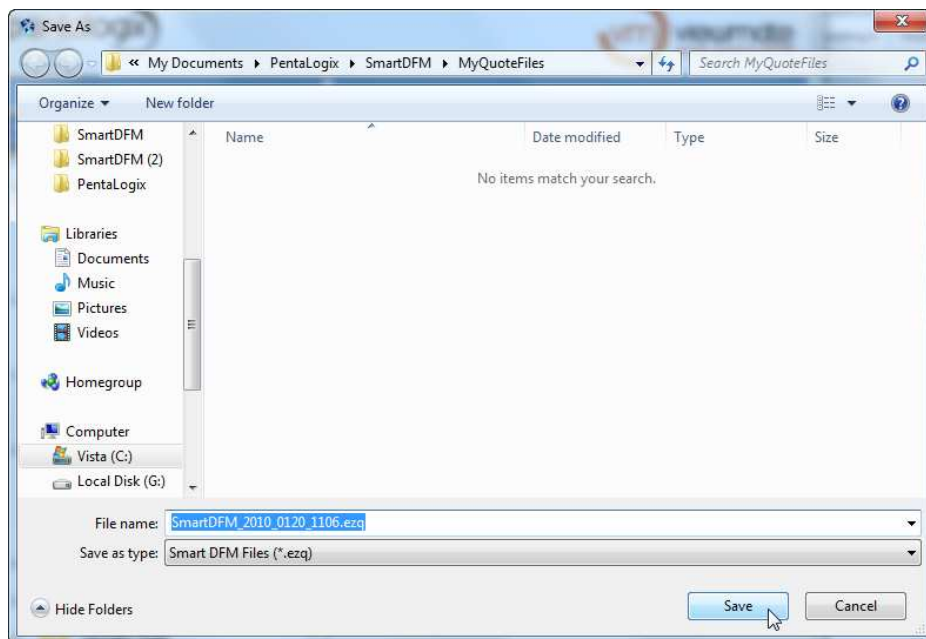 Save As
« My Documents ▸ PentaLogix ▸ SmartDFM ▸ MyQuoteFiles
Search MyQuoteFiles
Organize
New folder
Name
Date modified
Type
Size
No items match your search.
SmartDFM
SmartDFM (2)
PentaLogix
Libraries
Documents
Music
Pictures
Videos
Homegroup
Computer
Vista (C:)
Local Disk (G:)
File name: SmartDFM_2010_0120_1106.ezq
Save as type: Smart DFM Files (*.ezq)
Hide Folders
Save
Cancel